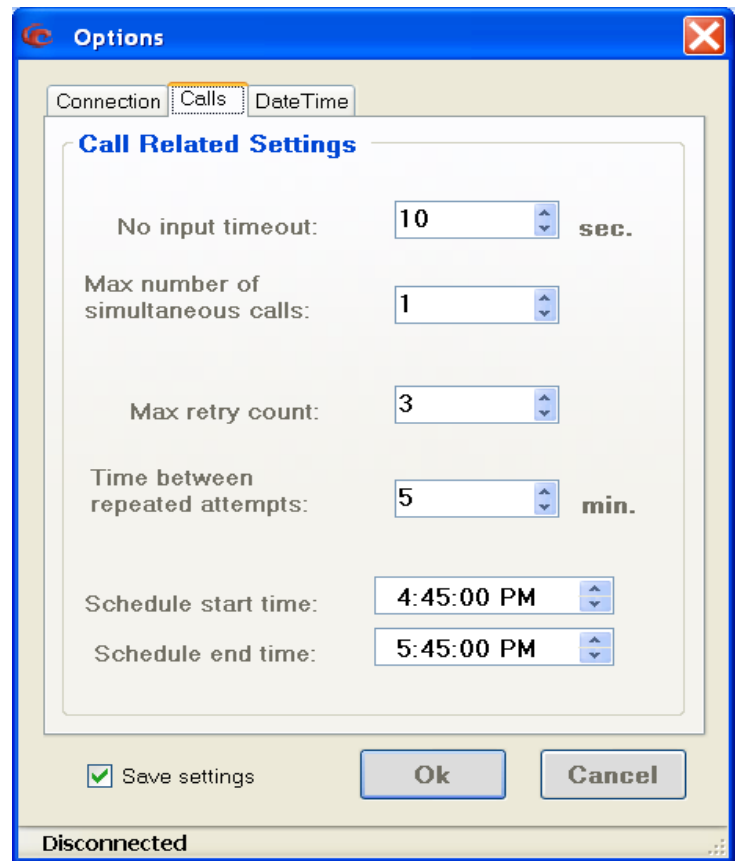 Options
Connection Calls DateTime
Call Related Settings
No input timeout: 10 sec.
Max number of
simultaneous calls: 1
Max retry count: 3
Time between
repeated attempts: 5 min.
Schedule start time: 4:45:00 PM
Schedule end time: 5:45:00 PM
Save settings Ok Cancel
Disconnected